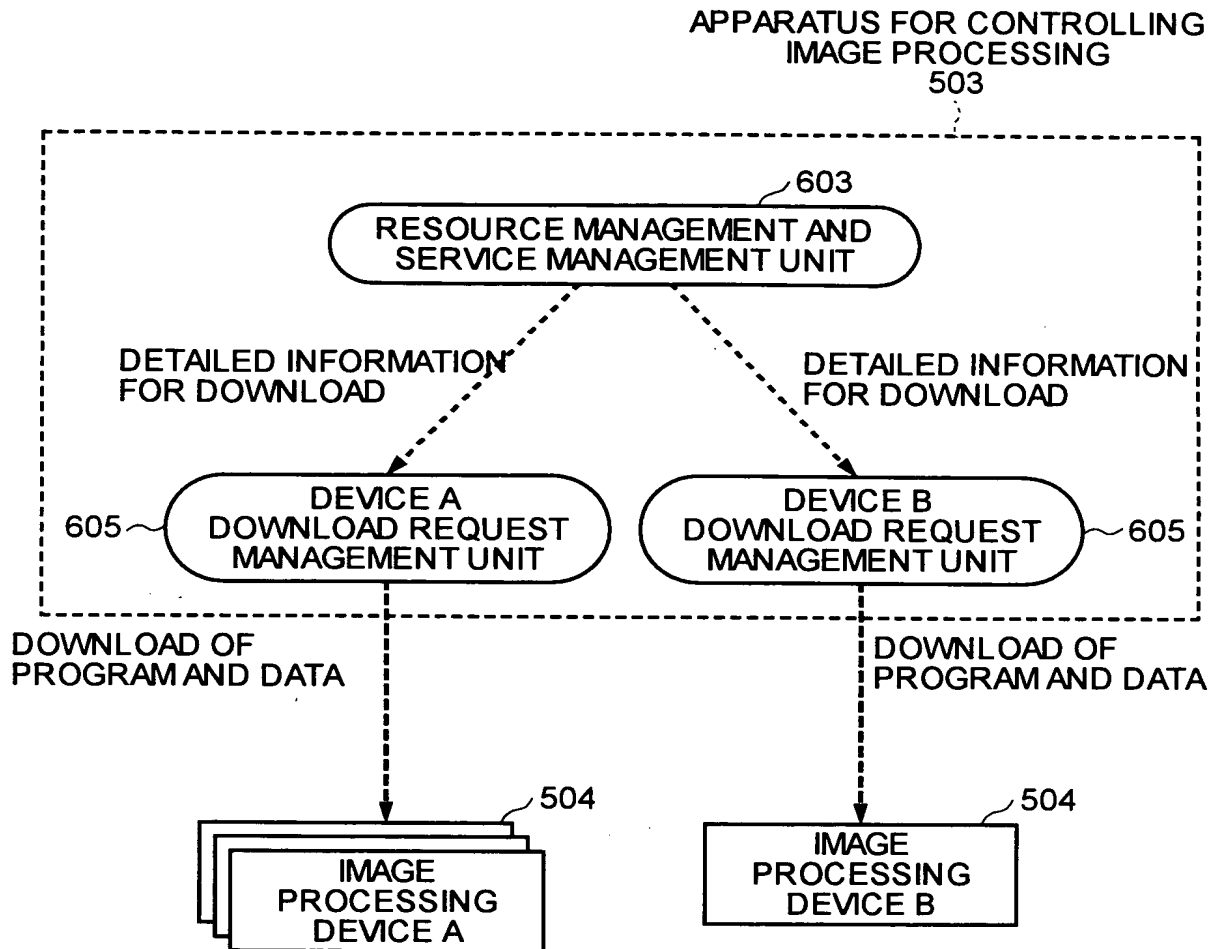 APPARATUS FOR CONTROLLING
IMAGE PROCESSING
503
603
RESOURCE MANAGEMENT AND
SERVICE MANAGEMENT UNIT
DETAILED INFORMATION
FOR DOWNLOAD
DETAILED INFORMATION
FOR DOWNLOAD
605
DEVICE A
DOWNLOAD REQUEST
MANAGEMENT UNIT
DEVICE B
DOWNLOAD REQUEST
MANAGEMENT UNIT
605
DOWNLOAD OF
PROGRAM AND DATA
DOWNLOAD OF
PROGRAM AND DATA
504
IMAGE
PROCESSING
DEVICE A
504
IMAGE
PROCESSING
DEVICE B